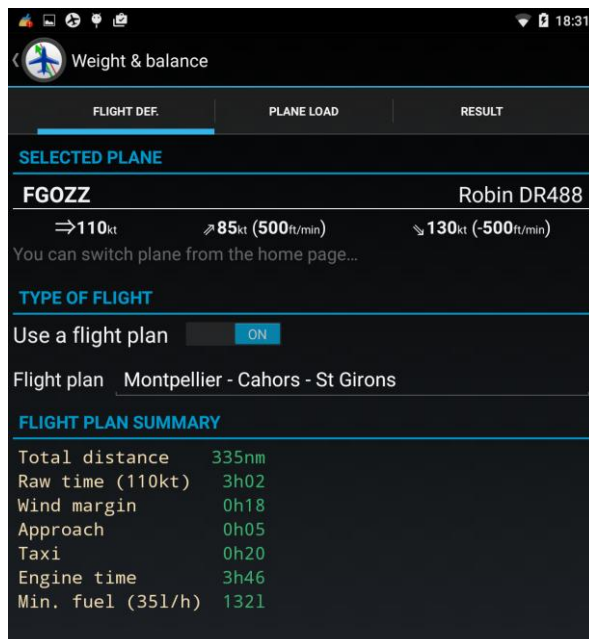 18:31
Weight & balance
FLIGHT DEF. PLANE LOAD RESULT
SELECTED PLANE
FGOZZ Robin DR488
⇒110kt ⇗85kt (500ft/min) ⇘130kt (-500ft/min)
You can switch plane from the home page...
TYPE OF FLIGHT
Use a flight plan ON
Flight plan Montpellier - Cahors - St Girons
FLIGHT PLAN SUMMARY
Total distance 335nm
Raw time (110kt) 3h02
Wind margin 0h18
Approach 0h05
Taxi 0h20
Engine time 3h46
Min. fuel (35l/h) 132l